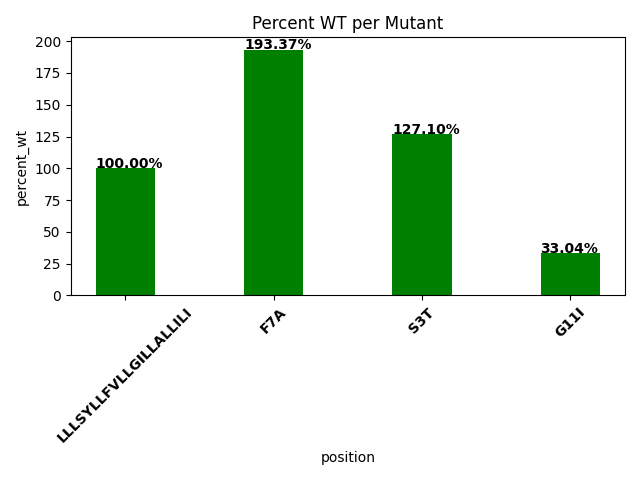 Percent WT per Mutant
percent_wt
200
175
150
125
100
75
50
25
0
100.00%
193.37%
127.10%
33.04%
LLLSYLLFVLLGILLALLILI
F7A
S3T
G11I
position